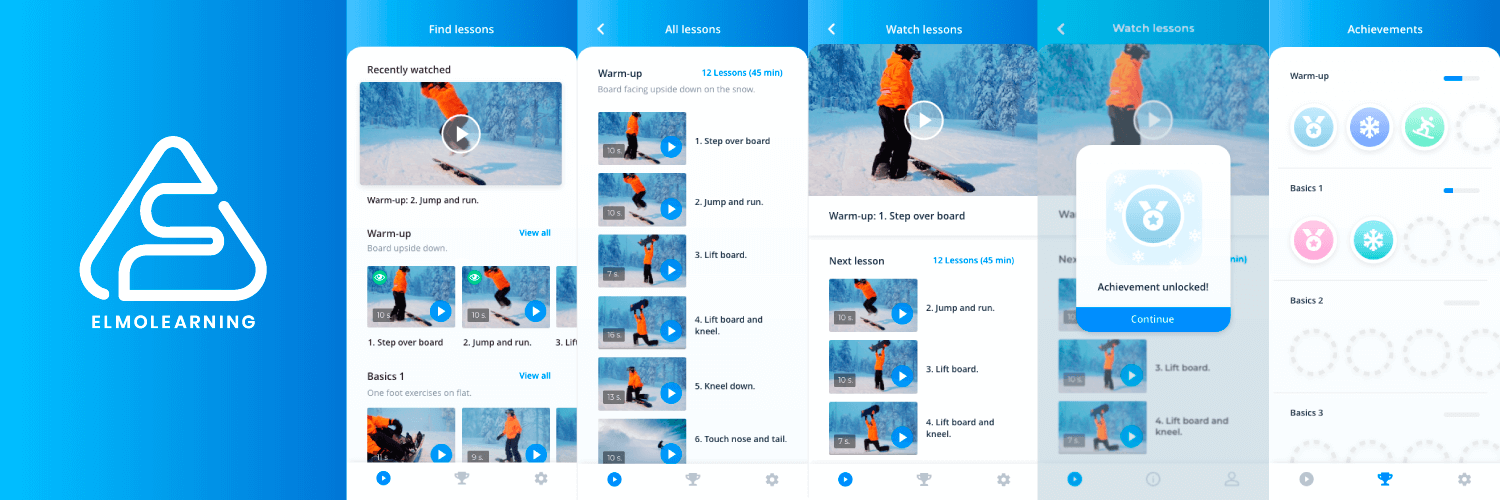 ELMOLEARNING
Find lessons
Recently watched
Warm-up: 2. Jump and run.
Warm-up
View all
Board upside down.
10 s.
10 s.
1. Step over board
2. Jump and run.
3. Lift
Basics 1
View all
One foot exercises on flat.
11 s.
9 s.
All lessons
Warm-up
12 Lessons (45 min)
Board facing upside down on the snow.
10 s.
1. Step over board
10 s.
2. Jump and run.
7 s.
3. Lift board.
16 s.
4. Lift board and
kneel.
13 s.
5. Kneel down.
10 s.
6. Touch nose and tail.
Watch lessons
Warm-up: 1. Step over board
Next lesson
12 Lessons (45 min)
10 s.
2. Jump and run.
10 s.
3. Lift board.
7 s.
4. Lift board and
kneel.
Watch lessons
Achievement unlocked!
Continue
min)
10 s.
3. Lift board.
7 s.
4. Lift board and
kneel.
Achievements
Warm-up
Basics 1
Basics 2
Basics 3